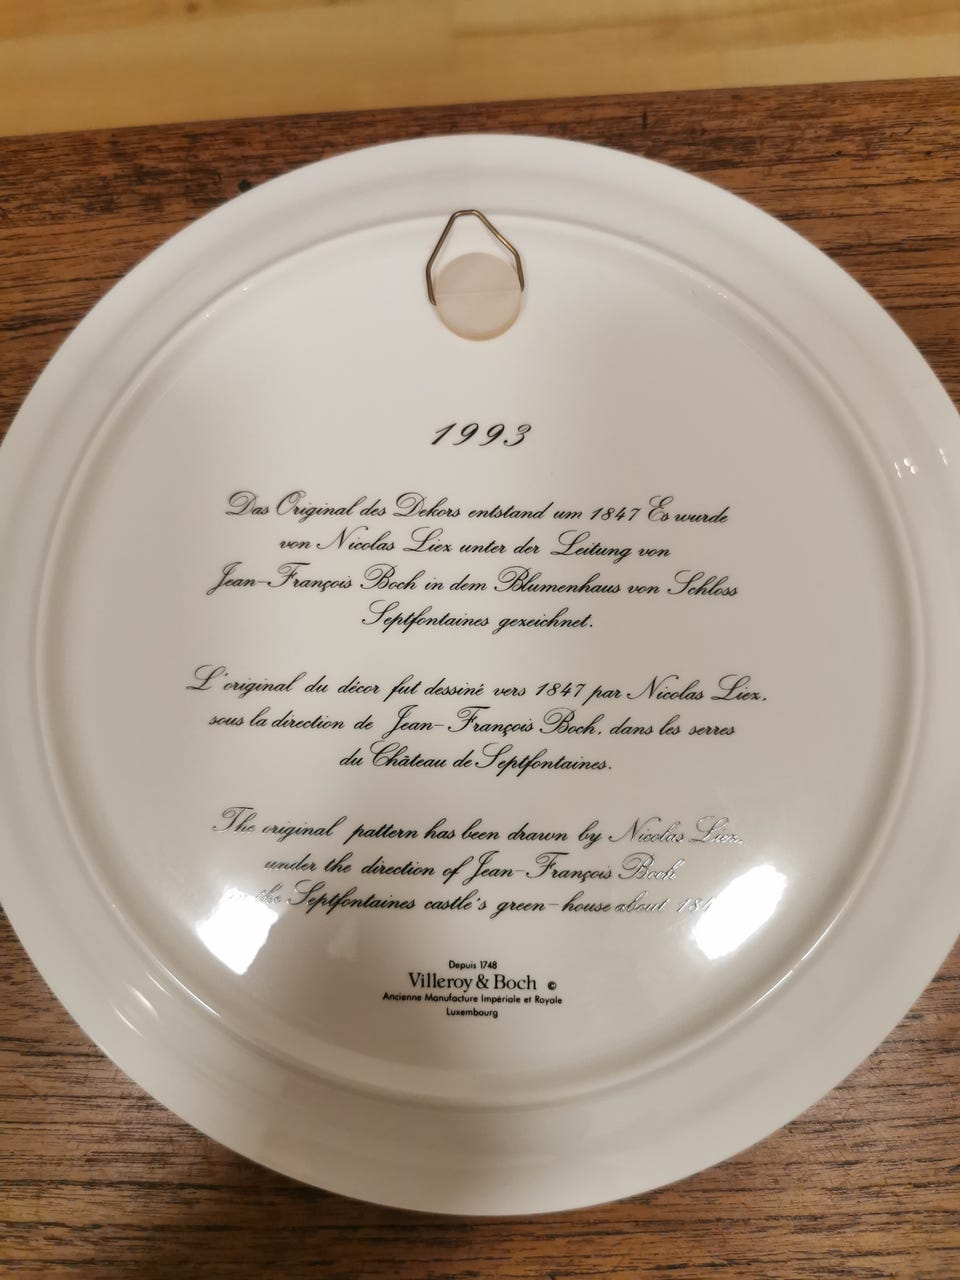 1993
Das Original des Dekors entstand um 1847 Es wurde
von Nicolas Liez unter der Leitung von
Jean-François Boch in dem Blumenhaus von Schloss
Septfontaines gezeichnet.
L'original du décor fut dessiné vers 1847 par Nicolas Liez,
sous la direction de Jean-François Boch, dans les serres
du Château de Septfontaines.
The original pattern has been drawn by Nicolas Liez,
under the direction of Jean-François Boch
in the Septfontaines castle's green-house about
Depuis 1748
Villeroy & Boch ©
Ancienne Manufacture Impériale et Royale
Luxembourg